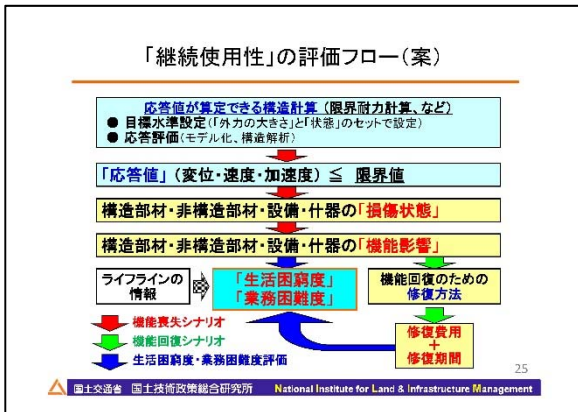 「継続使用性」の評価フロー(案)
応答値が算定できる構造計算(限界耐力計算、など)
● 目標水準設定(「外力の大きさ」と「状態」のセットで設定)
● 応答評価(モデル化、構造解析)
「応答値」(変位・速度・加速度) ≦ 限界値
構造部材・非構造部材・設備・什器の「損傷状態」
構造部材・非構造部材・設備・什器の「機能影響」
ライフラインの
情報
「生活困窮度」
「業務困難度」
機能回復のための
修復方法
機能喪失シナリオ
機能回復シナリオ
生活困窮度・業務困難度評価
修復費用
+
修復期間
25
国土交通省 国土技術政策総合研究所 National Institute for Land & Infrastructure Management